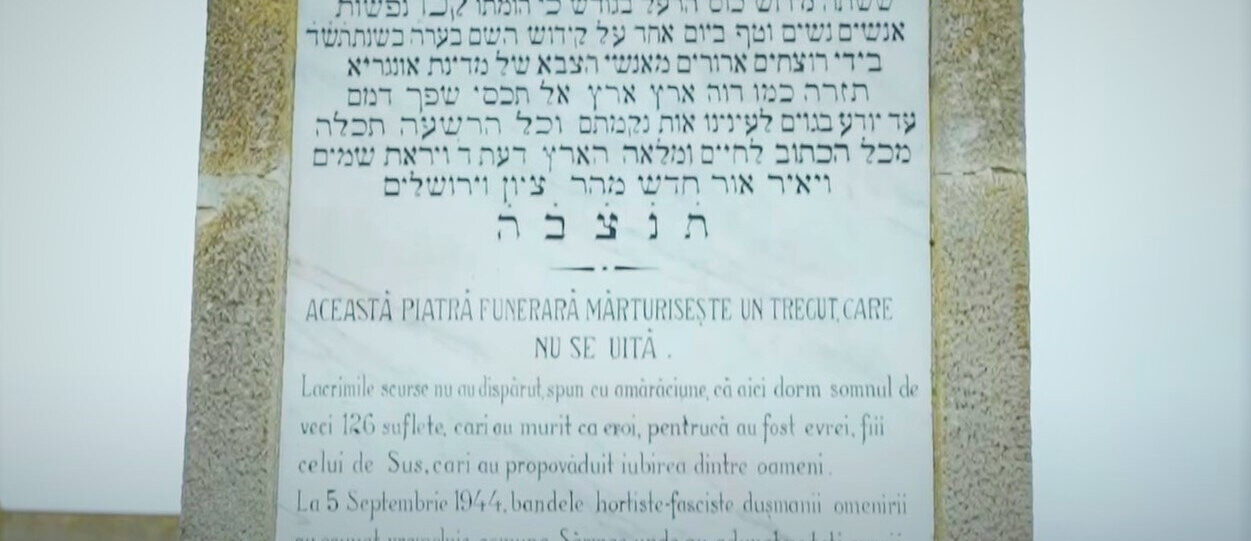 אנשים נשים וטף ביום אחד על קידוש השם בערה בשנת תש״ד
בידי רוצחים ארורים מאנשי הצבא של מדינת אונגריא
תזרה כמו דוה ארץ ארץ אל תכסי שפך דמם
עד יודע בגוים לעינינו אות נקמתם וכל הרשעה תכלה
מכל הכתוב לחיים ומלאה הארץ דעת ד׳ ויראת שמים
ויאיר אור חדש מהר ציון וירושלים
ת נ צ ב ה
ACEASTĂ PIATRĂ FUNERARĂ MĂRTURISEȘTE UN TRECUT, CARE
NU SE UITĂ .
Lacrimile scurse nu au dispărut, spun cu amărăciune, că aici dorm somnul de
veci 126 suflete, cari au murit ca eroi, pentrucă au fost evrei, fiii
celui de Sus, cari au propovăduit iubirea dintre oameni.
La 5 Septembrie 1944, bandele hortiste-fasciste dușmanii omenirii